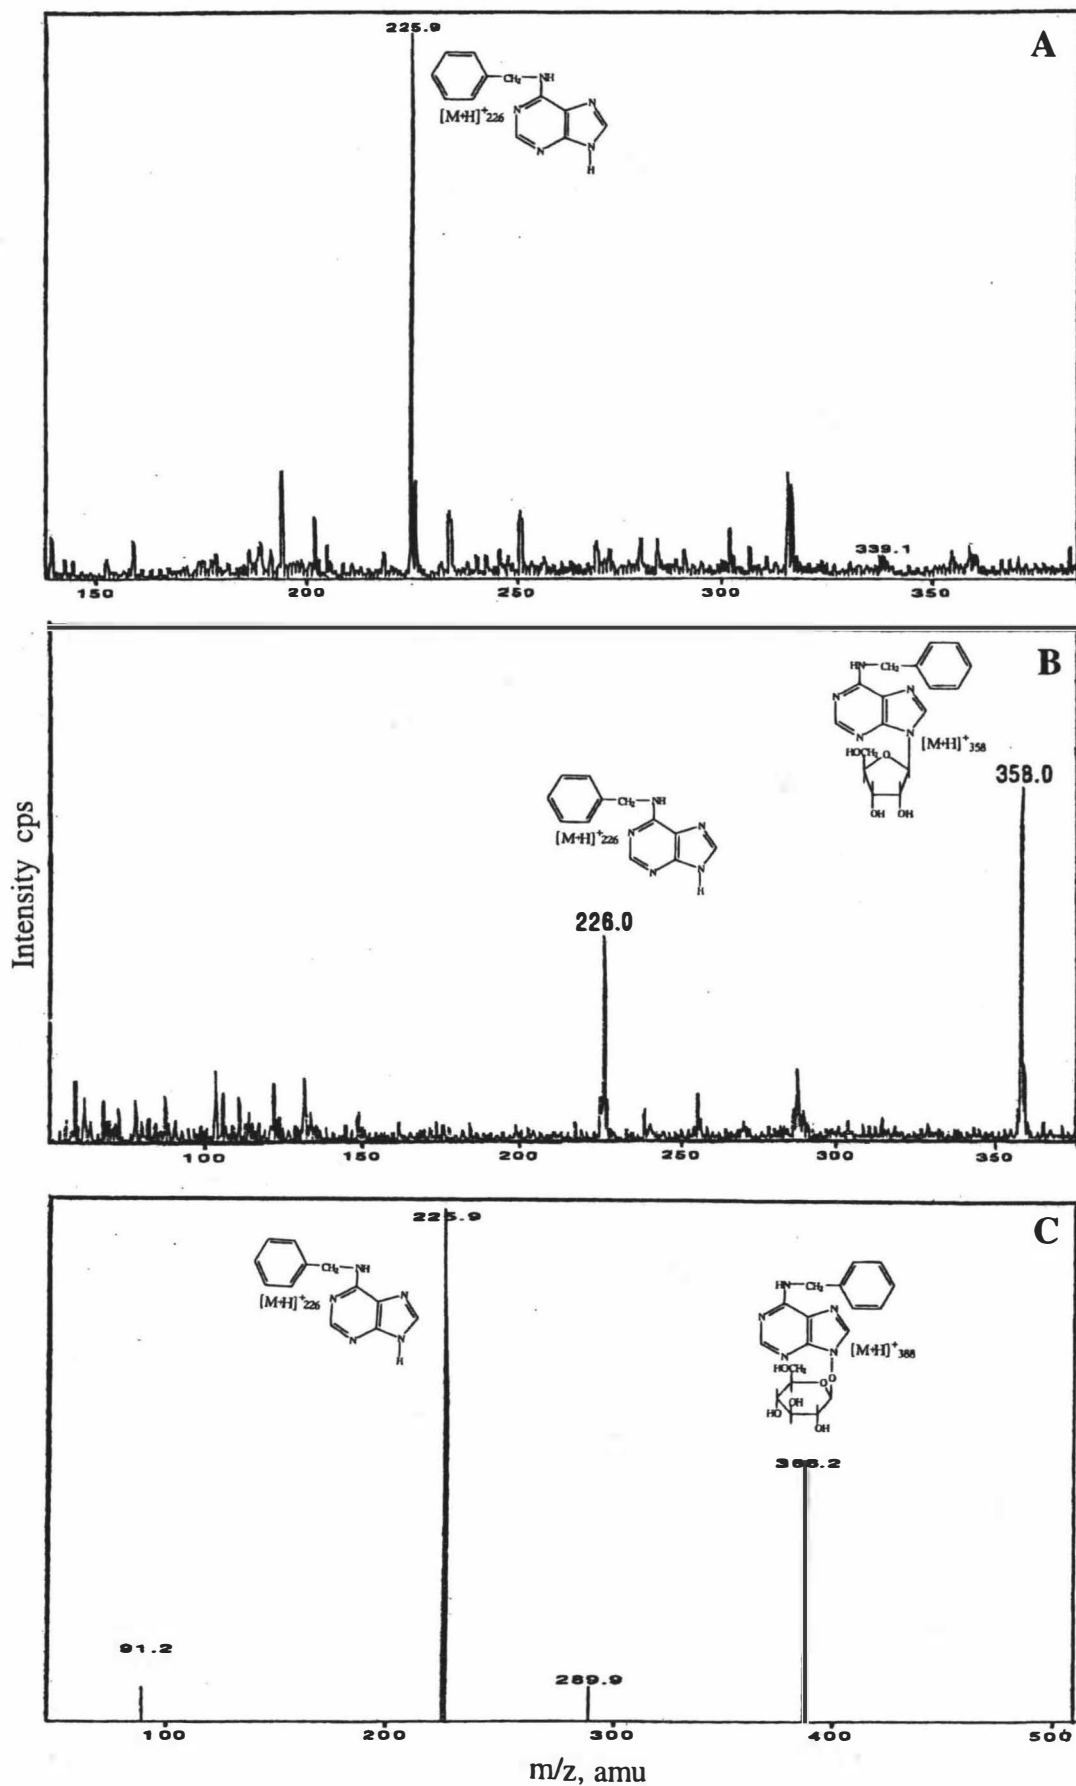 A
225.9
CH₂
NH
[M+H]⁺226
N
N
N
N
H
339.1
150
200
250
300
350
B
HN
CH₂
N
N
N
N
[M+H]⁺358
HOCH₂
O
OH
OH
358.0
CH₂
NH
[M+H]⁺226
N
N
N
N
H
226.0
100
150
200
250
300
350
Intensity cps
C
225.9
CH₂
NH
[M+H]⁺226
N
N
N
N
H
HN
CH₂
N
N
N
N
[M+H]⁺388
HOCH₂
O
O
OH
HO
OH
91.2
289.9
100
200
300
400
500
m/z, amu